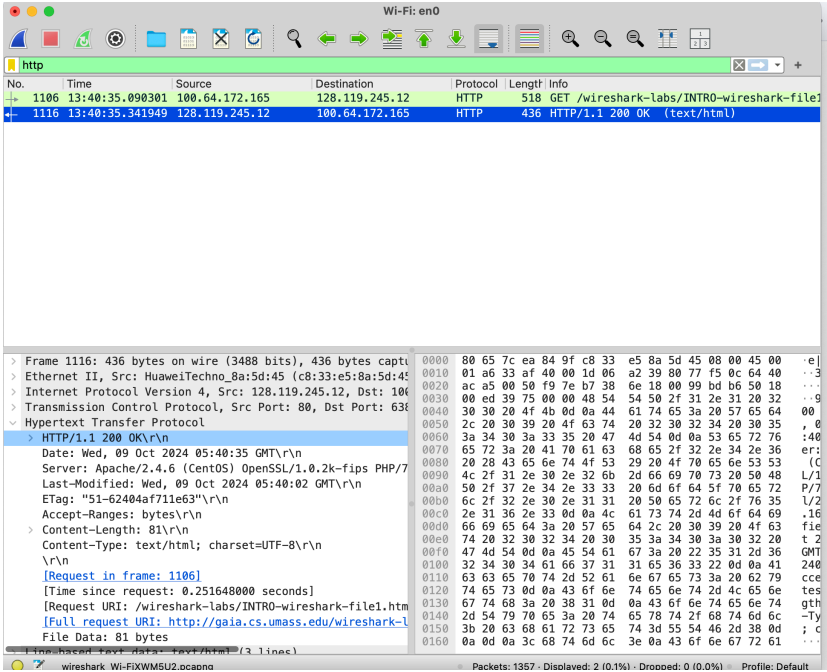 Wi-Fi: en0
http
No. Time Source Destination Protocol Length Info
1106 13:40:35.090301 100.64.172.165 128.119.245.12 HTTP 518 GET /wireshark-labs/INTRO-wireshark-file1
1116 13:40:35.341949 128.119.245.12 100.64.172.165 HTTP 436 HTTP/1.1 200 OK (text/html)
Frame 1116: 436 bytes on wire (3488 bits), 436 bytes captu
Ethernet II, Src: HuaweiTechno_8a:5d:45 (c8:33:e5:8a:5d:45
Internet Protocol Version 4, Src: 128.119.245.12, Dst: 100
Transmission Control Protocol, Src Port: 80, Dst Port: 638
Hypertext Transfer Protocol
HTTP/1.1 200 OK\r\n
Date: Wed, 09 Oct 2024 05:40:35 GMT\r\n
Server: Apache/2.4.6 (CentOS) OpenSSL/1.0.2k-fips PHP/7
Last-Modified: Wed, 09 Oct 2024 05:40:02 GMT\r\n
ETag: "51-62404af711e63"\r\n
Accept-Ranges: bytes\r\n
Content-Length: 81\r\n
Content-Type: text/html; charset=UTF-8\r\n
\r\n
[Request in frame: 1106]
[Time since request: 0.251648000 seconds]
[Request URI: /wireshark-labs/INTRO-wireshark-file1.htm
[Full request URI: http://gaia.cs.umass.edu/wireshark-l
File Data: 81 bytes
Line-based text data: text/html (3 lines)
0000 80 65 7c ea 84 9f c8 33 e5 8a 5d 45 08 00 45 00 ·e|
0010 01 a6 33 af 40 00 1d 06 a2 39 80 77 f5 0c 64 40 ··3
0020 ac a5 00 50 f9 7e b7 38 6e 18 00 99 bd b6 50 18
0030 00 ed 39 75 00 00 48 54 54 50 2f 31 2e 31 20 32 ··9
0040 30 30 20 4f 4b 0d 0a 44 61 74 65 3a 20 57 65 64 00
0050 2c 20 30 39 20 4f 63 74 20 32 30 32 34 20 30 35 , 0
0060 3a 34 30 3a 33 35 20 47 4d 54 0d 0a 53 65 72 76 :40
0070 65 72 3a 20 41 70 61 63 68 65 2f 32 2e 34 2e 36 er:
0080 20 28 43 65 6e 74 4f 53 29 20 4f 70 65 6e 53 53 (C
0090 4c 2f 31 2e 30 2e 32 6b 2d 66 69 70 73 20 50 48 L/1
00a0 50 2f 37 2e 34 2e 33 33 20 6d 6f 64 5f 70 65 72 P/7
00b0 6c 2f 32 2e 30 2e 31 31 20 50 65 72 6c 2f 76 35 l/2
00c0 2e 31 36 2e 33 0d 0a 4c 61 73 74 2d 4d 6f 64 69 .16
00d0 66 69 65 64 3a 20 57 65 64 2c 20 30 39 20 4f 63 fie
00e0 74 20 32 30 32 34 20 30 35 3a 34 30 3a 30 32 20 t 2
00f0 47 4d 54 0d 0a 45 54 61 67 3a 20 22 35 31 2d 36 GMT
0100 32 34 30 34 61 66 37 31 31 65 36 33 22 0d 0a 41 240
0110 63 63 65 70 74 2d 52 61 6e 67 65 73 3a 20 62 79 cce
0120 74 65 73 0d 0a 43 6f 6e 74 65 6e 74 2d 4c 65 6e tes
0130 67 74 68 3a 20 38 31 0d 0a 43 6f 6e 74 65 6e 74 gth
0140 2d 54 79 70 65 3a 20 74 65 78 74 2f 68 74 6d 6c -Ty
0150 3b 20 63 68 61 72 73 65 74 3d 55 54 46 2d 38 0d ; c
0160 0a 0d 0a 3c 68 74 6d 6c 3e 0a 43 6f 6e 67 72 61 ···
wireshark_Wi-FiXWM5U2.pcapng Packets: 1357 · Displayed: 2 (0.1%) · Dropped: 0 (0.0%) Profile: Default